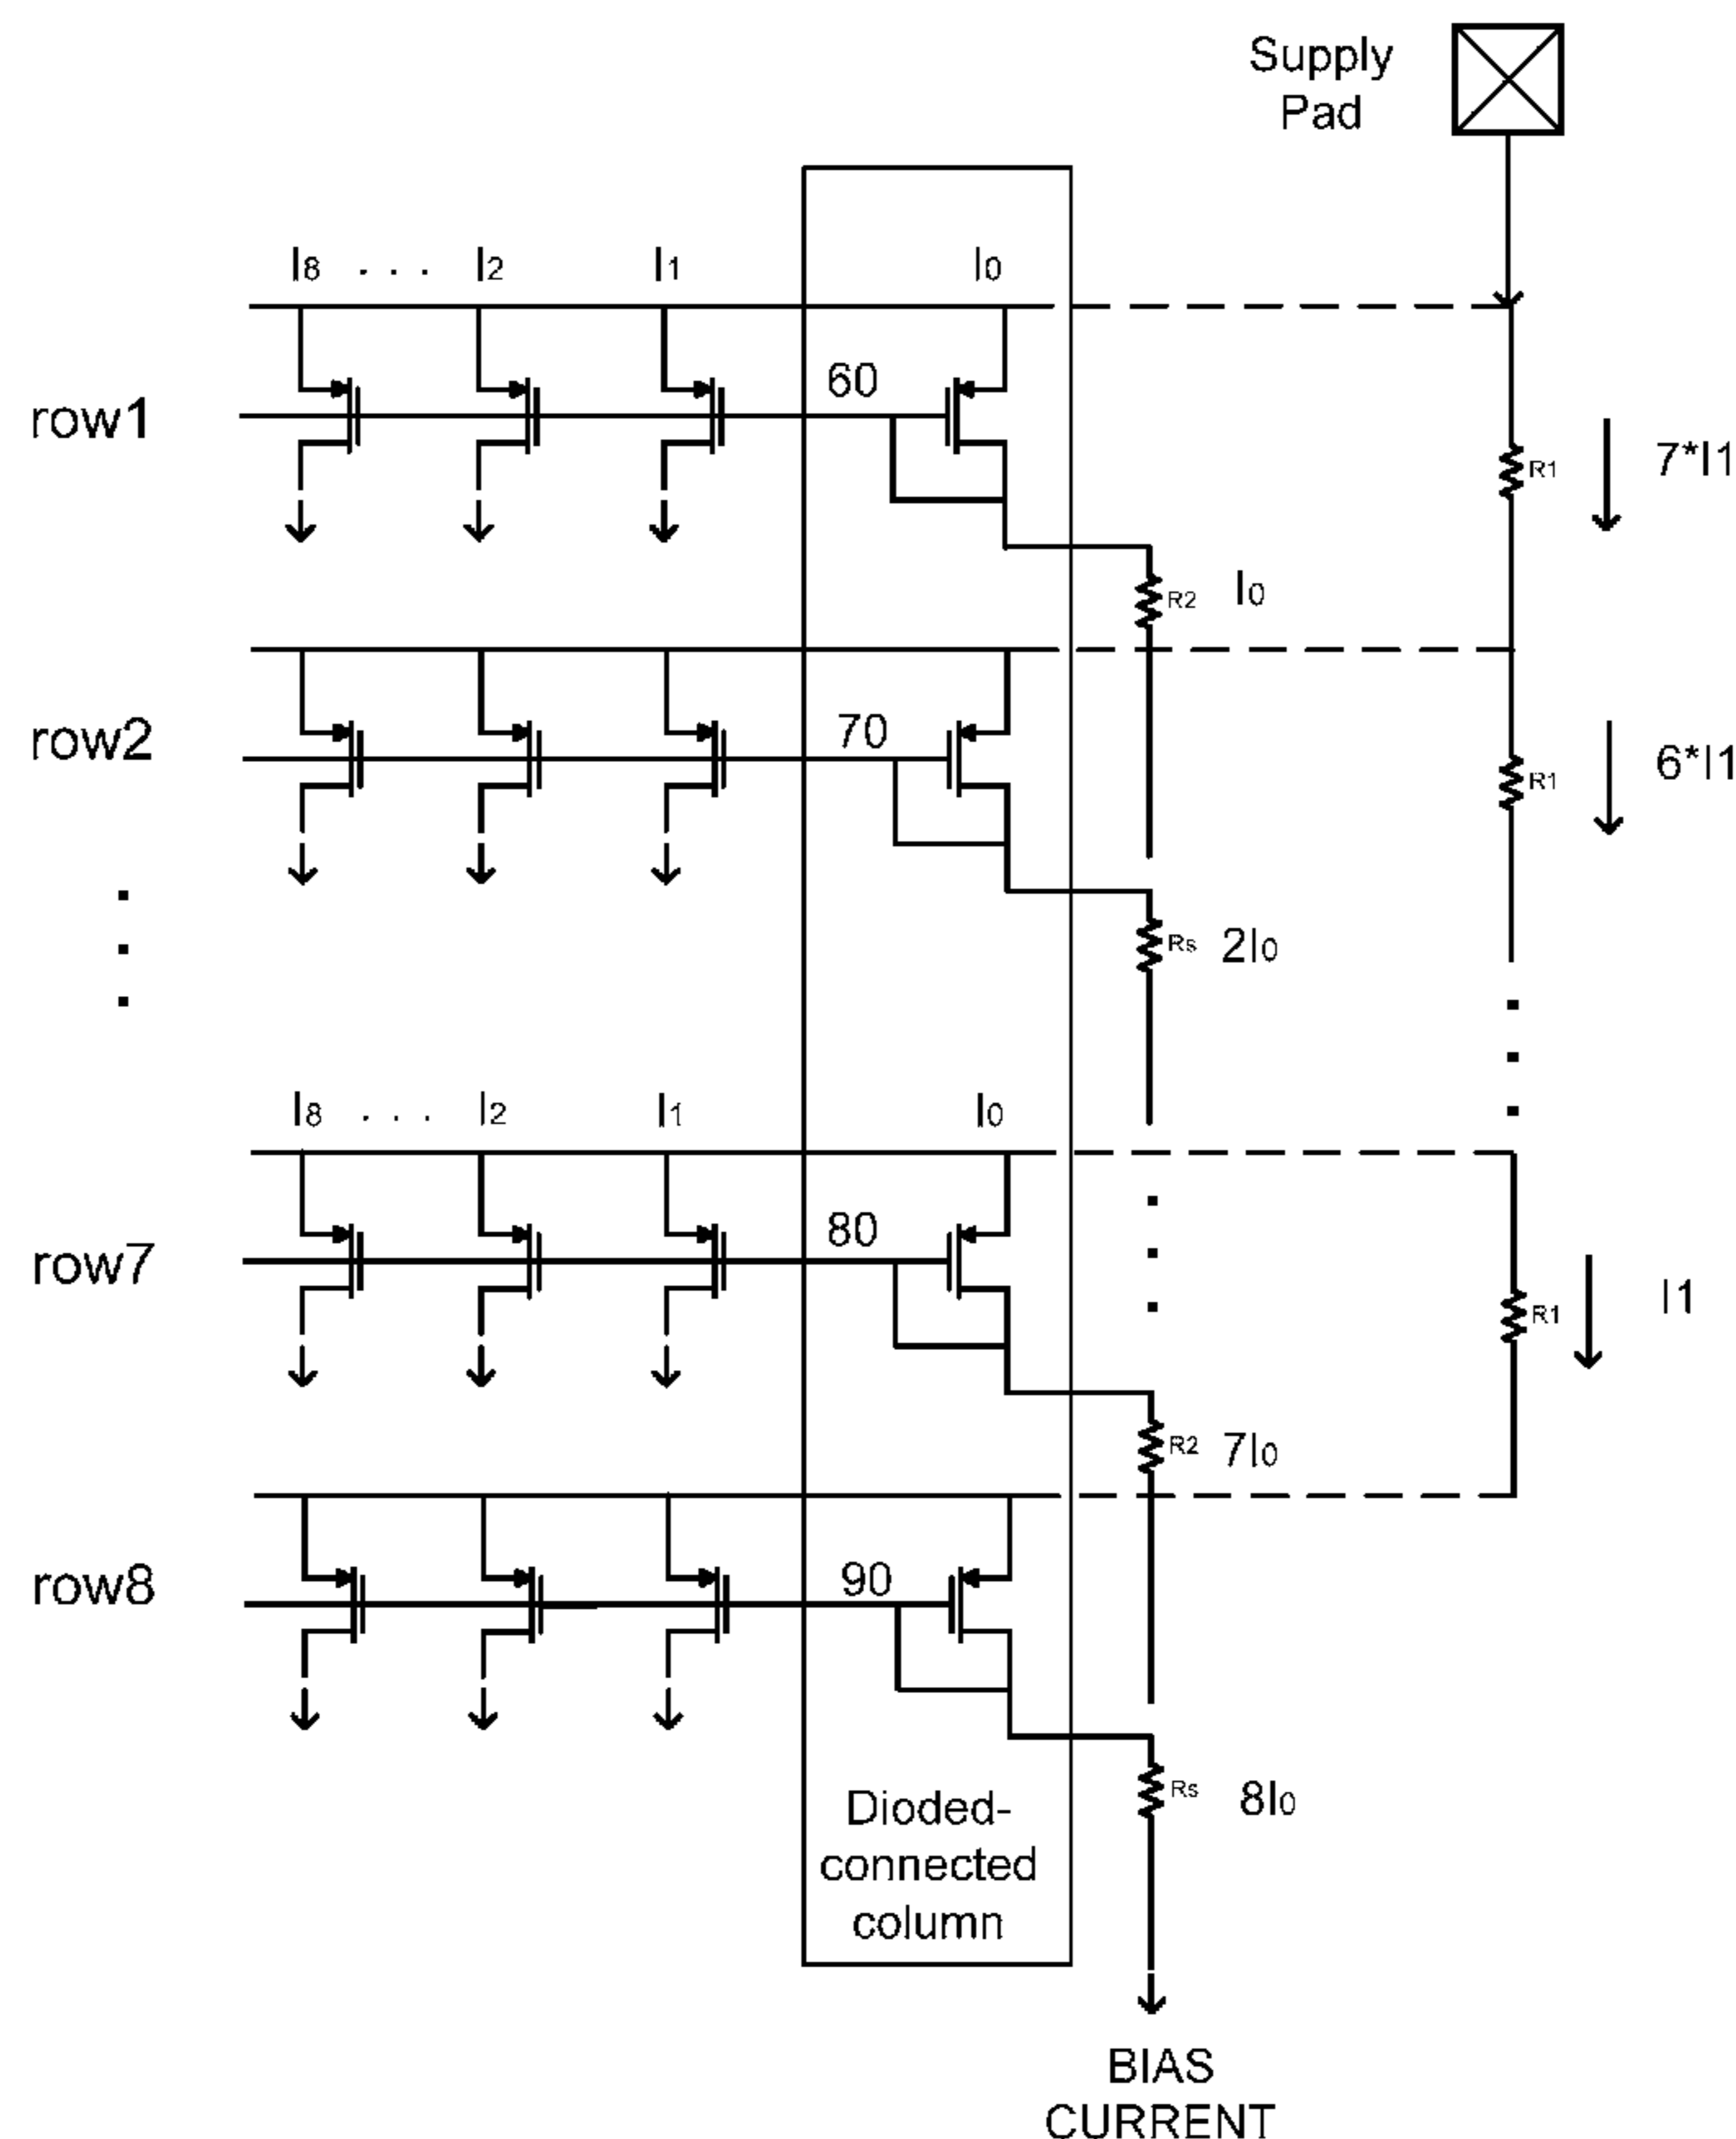 Supply
Pad
I8 . . . I2 I1 I0
60
row1
R1 7*I1
R2 I0
70
row2
R1 6*I1
Rs 2I0
I8 . . . I2 I1 I0
80
row7
R1 I1
R2 7I0
90
row8
Rs 8I0
Dioded-
connected
column
BIAS
CURRENT